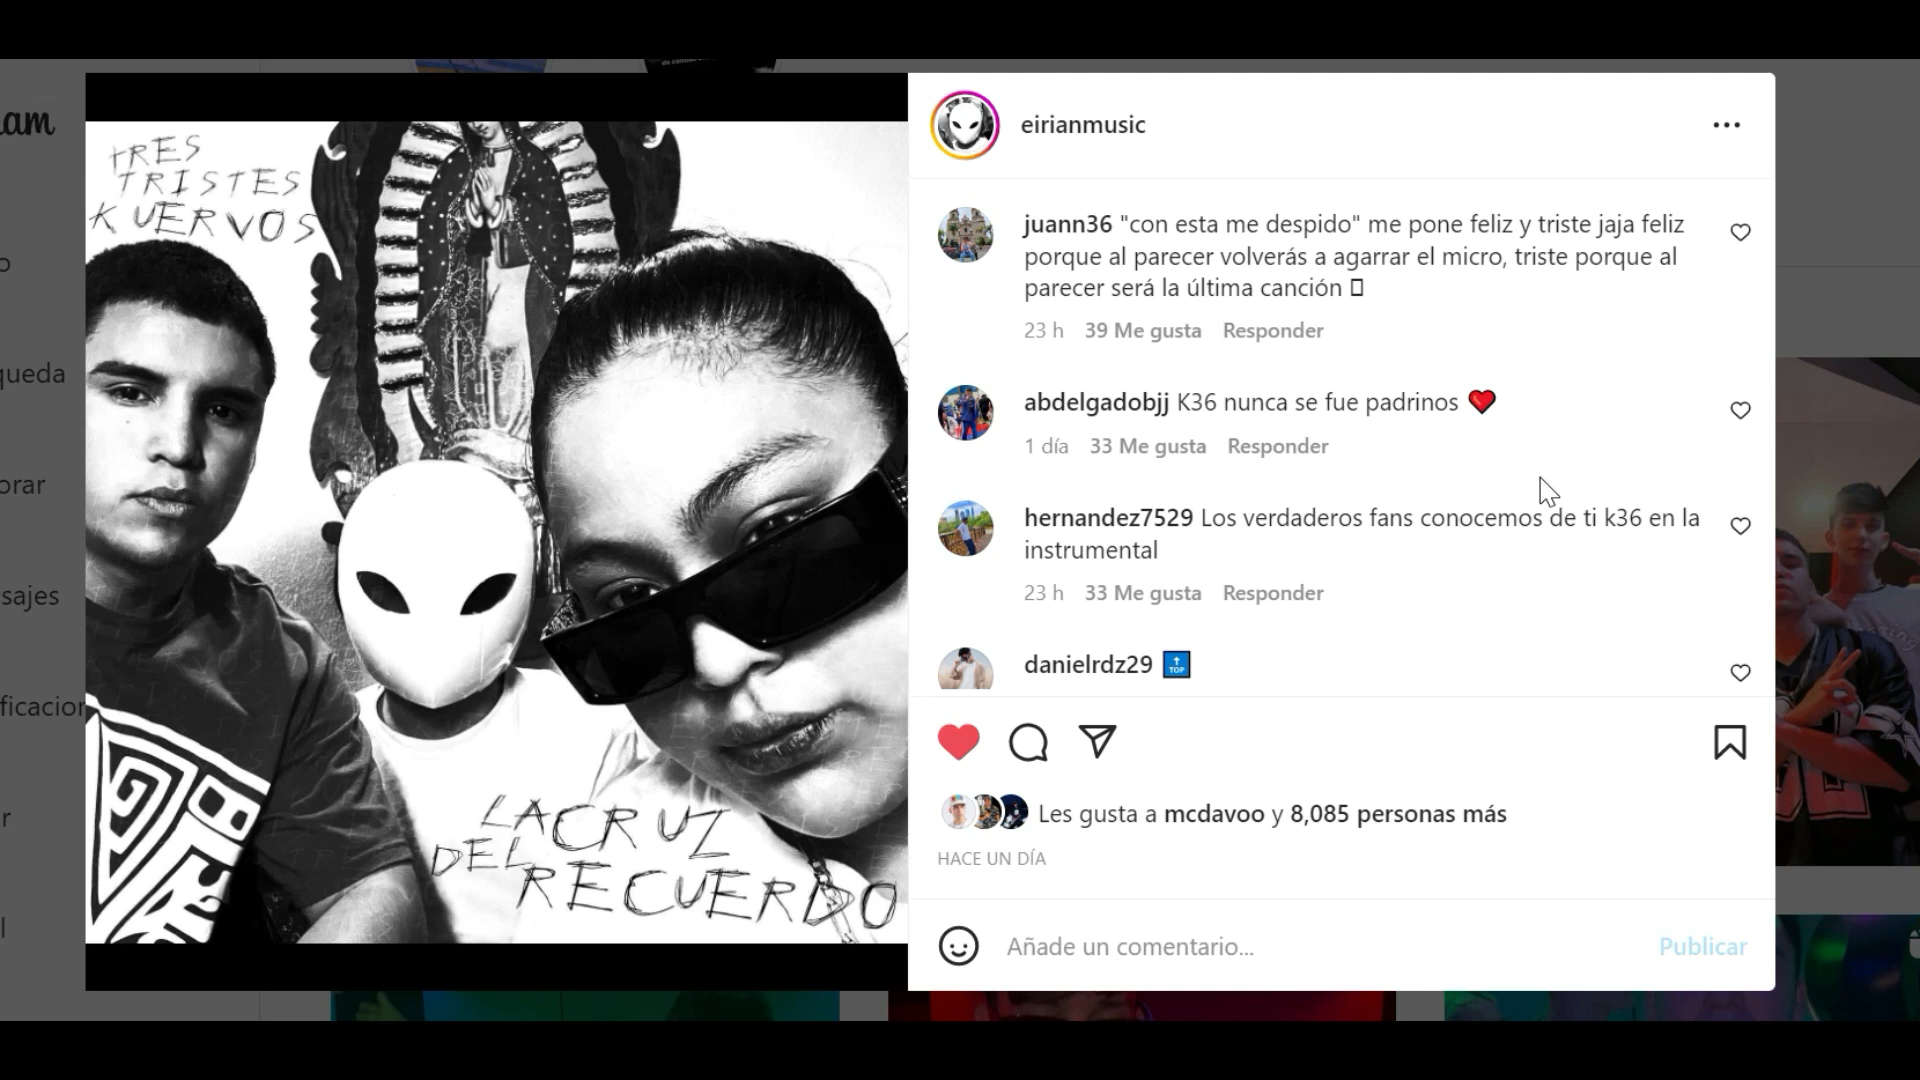 am
TRES
TRISTES
KUERVOS
LA CRUZ
DEL
RECUERDO
o
queda
orar
sajes
ificacion
r
l
eirianmusic
juann36 "con esta me despido" me pone feliz y triste jaja feliz
porque al parecer volverás a agarrar el micro, triste porque al
parecer será la última canción
23 h 39 Me gusta Responder
abdelgadobjj K36 nunca se fue padrinos ❤️
1 día 33 Me gusta Responder
hernandez7529 Los verdaderos fans conocemos de ti k36 en la
instrumental
23 h 33 Me gusta Responder
danielrdz29 🔝
Les gusta a mcdavoo y 8,085 personas más
HACE UN DÍA
Añade un comentario...
Publicar